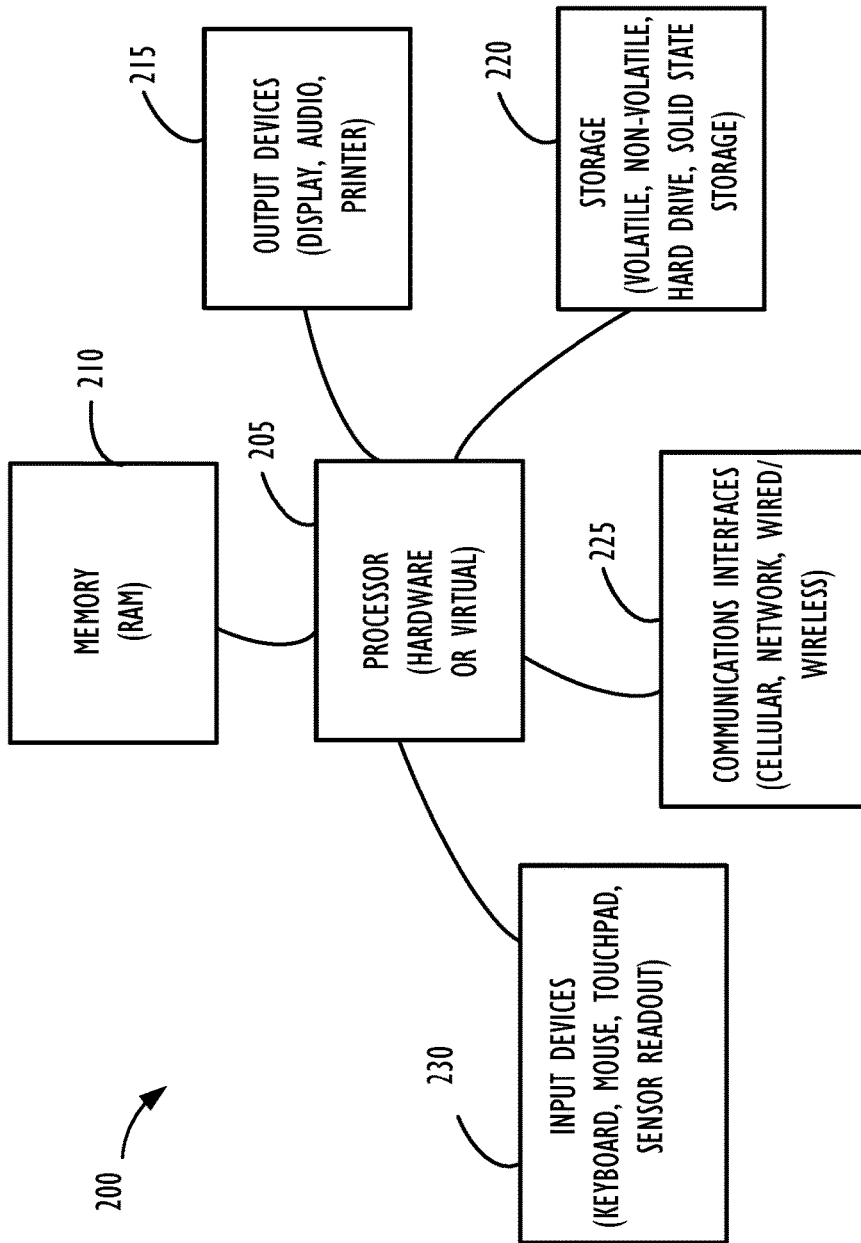 200
MEMORY
(RAM)
210
205
PROCESSOR
(HARDWARE
OR VIRTUAL)
215
OUTPUT DEVICES
(DISPLAY, AUDIO,
PRINTER)
230
INPUT DEVICES
(KEYBOARD, MOUSE, TOUCHPAD,
SENSOR READOUT)
225
COMMUNICATIONS INTERFACES
(CELLULAR, NETWORK, WIRED/
WIRELESS)
220
STORAGE
(VOLATILE, NON-VOLATILE,
HARD DRIVE, SOLID STATE
STORAGE)